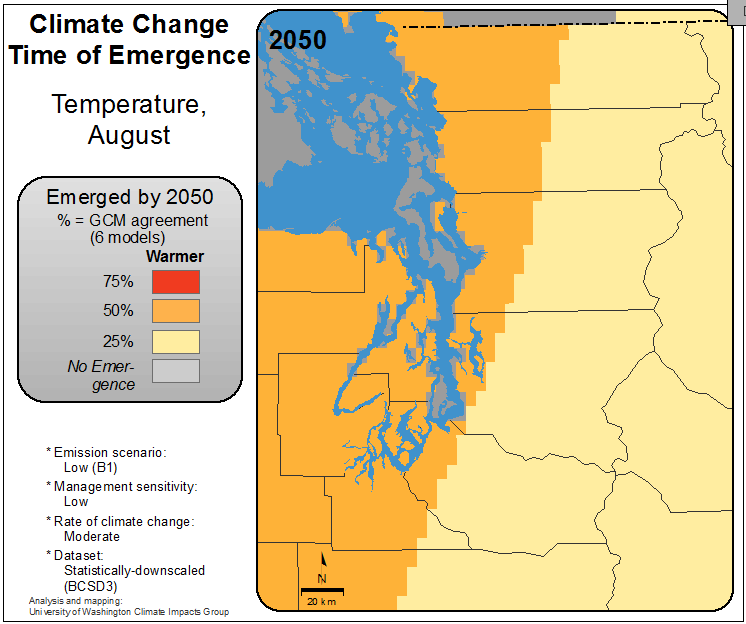 Climate Change
Time of Emergence
2050
Temperature,
August
Emerged by 2050
% = GCM agreement
(6 models)
Warmer
75%
50%
25%
No Emer-
gence
* Emission scenario:
Low (B1)
* Management sensitivity:
Low
* Rate of climate change:
Moderate
* Dataset:
Statistically-downscaled
(BCSD3)
Analysis and mapping:
University of Washington Climate Impacts Group
N
20 km